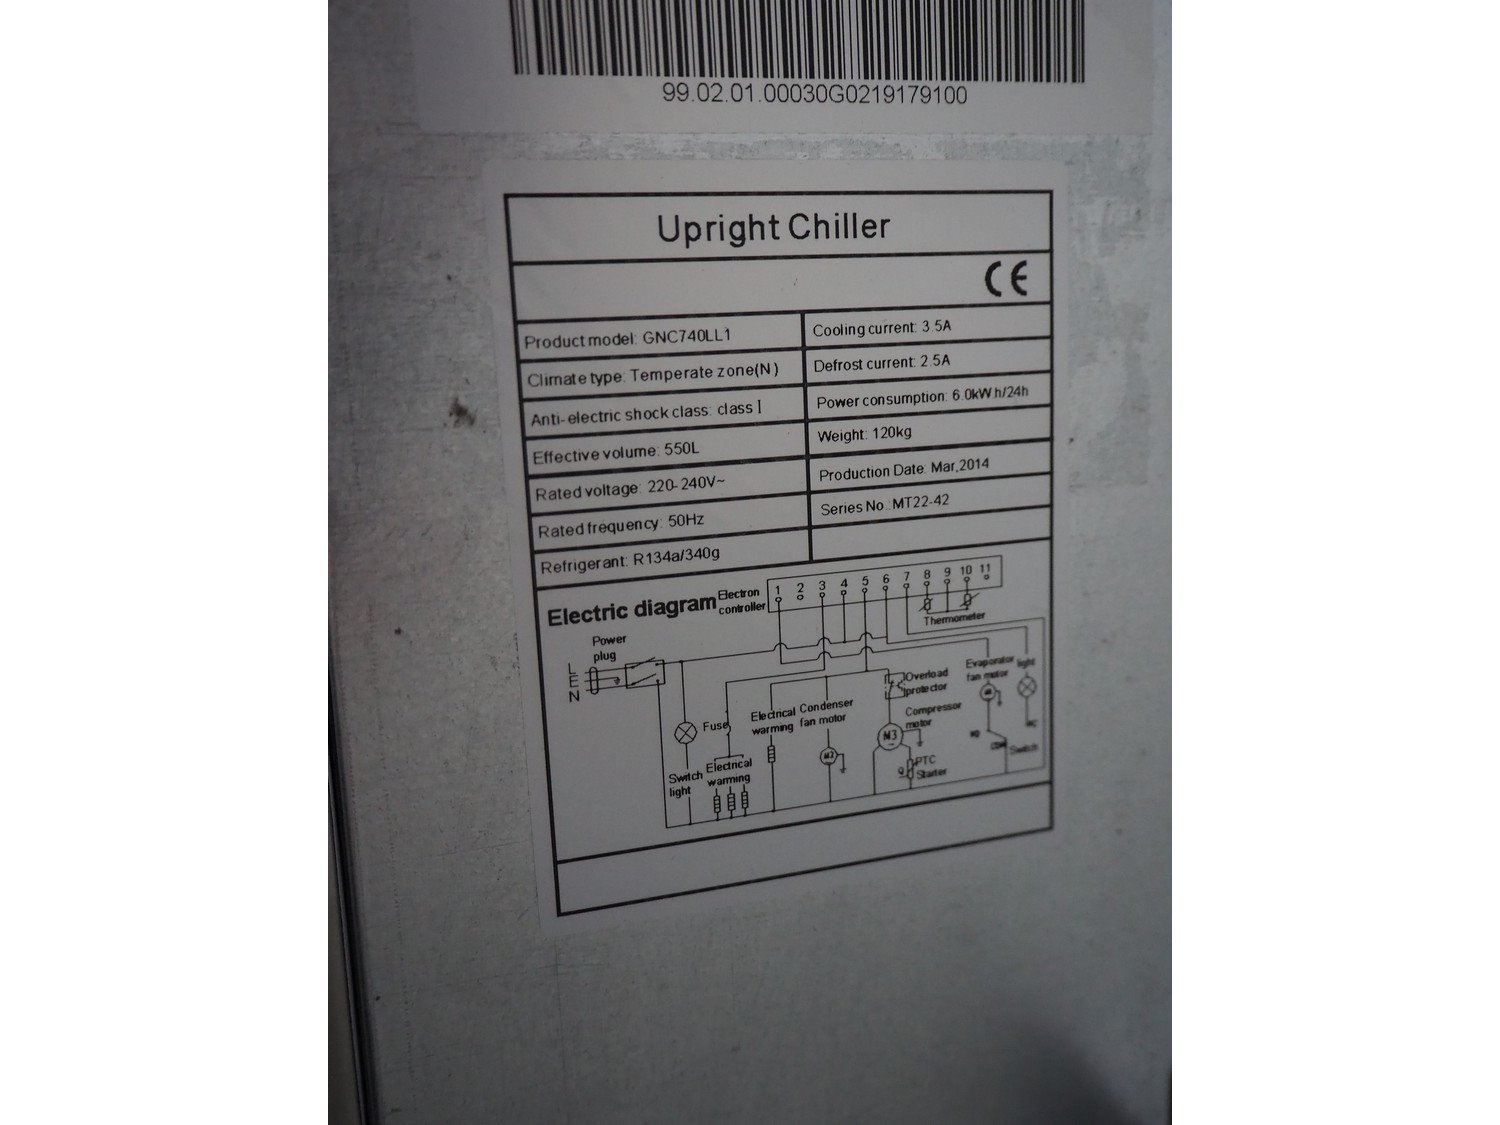 99.02.01.00030G0219179100
Upright Chiller
CE
Product model: GNC740LL1
Cooling current: 3.5A
Climate type: Temperate zone(N)
Defrost current: 2.5A
Anti-electric shock class: class I
Power consumption: 6.0kW h/24h
Effective volume: 550L
Weight: 120kg
Rated voltage: 220-240V~
Production Date: Mar,2014
Rated frequency: 50Hz
Series No.:MT22-42
Refrigerant: R134a/340g
Electric diagram
Electron
controller
1 2 3 4 5 6 7 8 9 10 11
Thermometer
Power
plug
L
E
N
Evaporator
fan motor
light
Overload
protector
Compressor
motor
Electrical
warming
Condenser
fan motor
Fuse
M3
M2
Switch
PTC
Starter
Switch
light
Electrical
warming